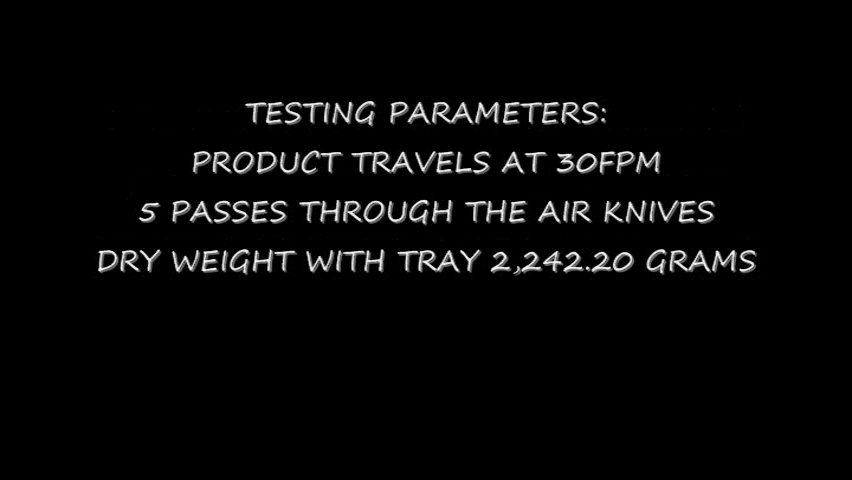 TESTING PARAMETERS:
PRODUCT TRAVELS AT 30FPM
5 PASSES THROUGH THE AIR KNIVES
DRY WEIGHT WITH TRAY 2,242.20 GRAMS